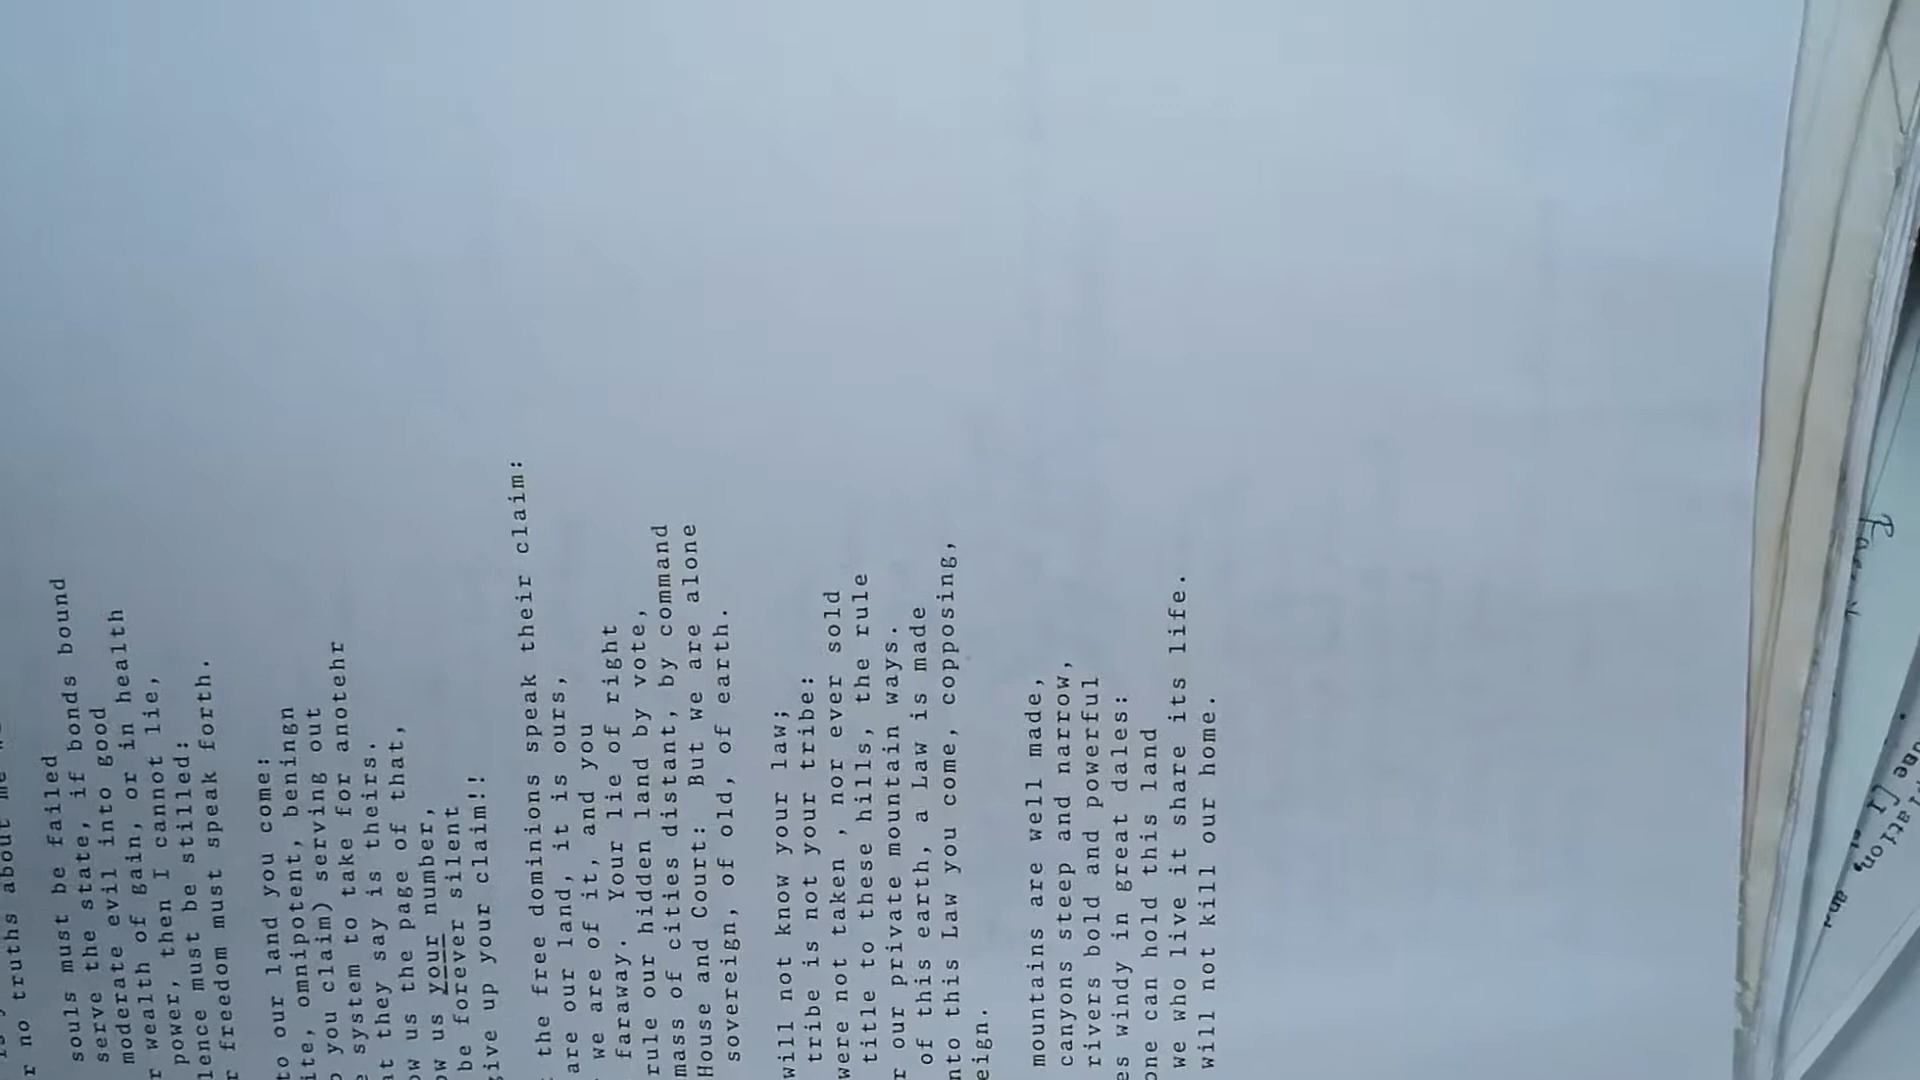 r no truths about me
souls must be failed
serve the state, if bonds bound
moderate evil into good
r wealth of gain, or in health
power, then I cannot lie,
lence must be stilled:
r freedom must speak forth.
to our land you come:
ite, omnipotent, beningn
o you claim) serving out
e system to take for anotehr
at they say is theirs.
ow us the page of that,
ow us your number,
be forever silent
give up your claim!!
the free dominions speak their claim:
are our land, it is ours,
we are of it, and you
faraway. Your lie of right
rule our hidden land by vote,
mass of cities distant, by command
House and Court: But we are alone
sovereign, of old, of earth.
will not know your law;
tribe is not your tribe:
were not taken , nor ever sold
title to these hills, the rule
r our private mountain ways.
of this earth, a Law is made
nto this Law you come, copposing,
eign.
mountains are well made,
canyons steep and narrow,
rivers bold and powerful
es windy in great dales:
one can hold this land
we who live it share its life.
will not kill our home.